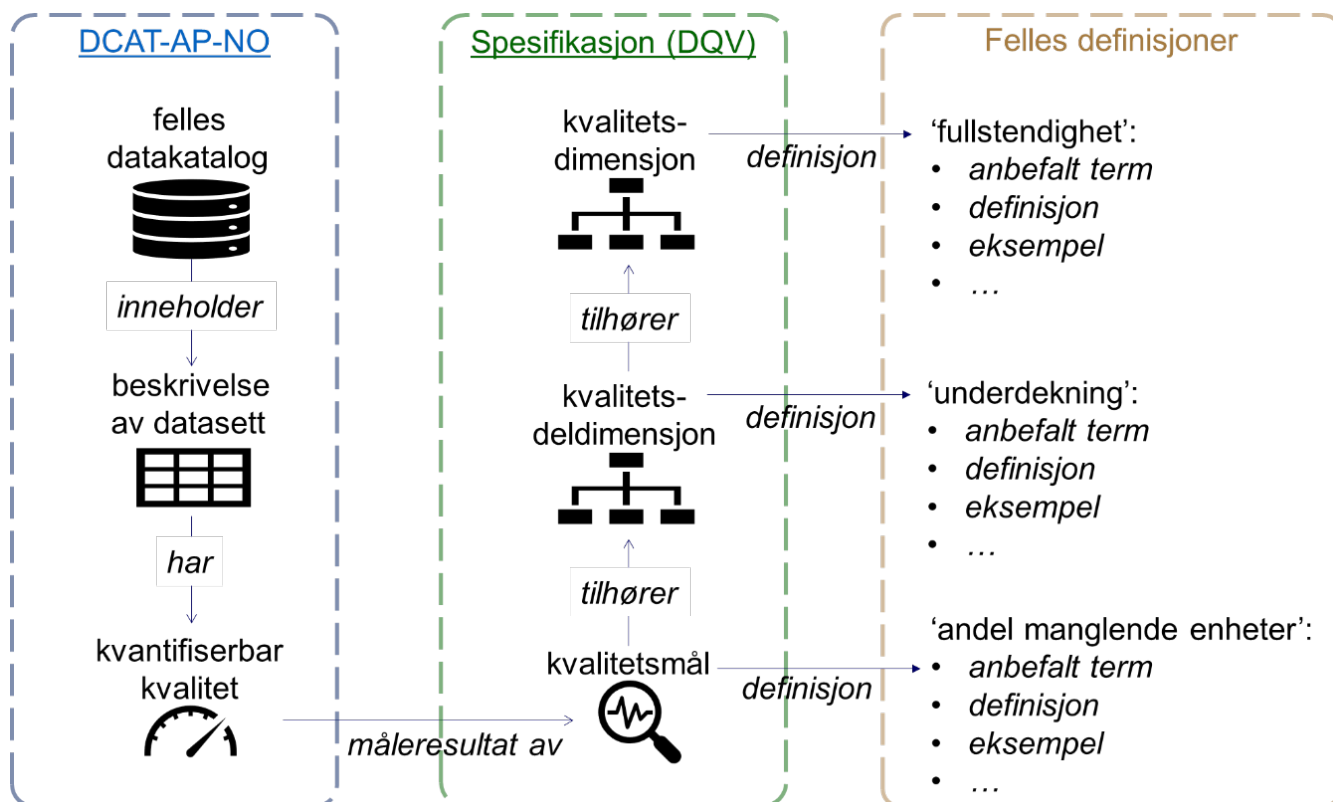 DCAT-AP-NO
felles
datakatalog
inneholder
beskrivelse
av datasett
har
kvantifiserbar
kvalitet
måleresultat av
Spesifikasjon (DQV)
kvalitets-
dimensjon
tilhører
kvalitets-
deldimensjon
tilhører
kvalitetsmål
definisjon
definisjon
definisjon
Felles definisjoner
‘fullstendighet’:
• anbefalt term
• definisjon
• eksempel
• …
‘underdekning’:
• anbefalt term
• definisjon
• eksempel
• …
‘andel manglende enheter’:
• anbefalt term
• definisjon
• eksempel
• …